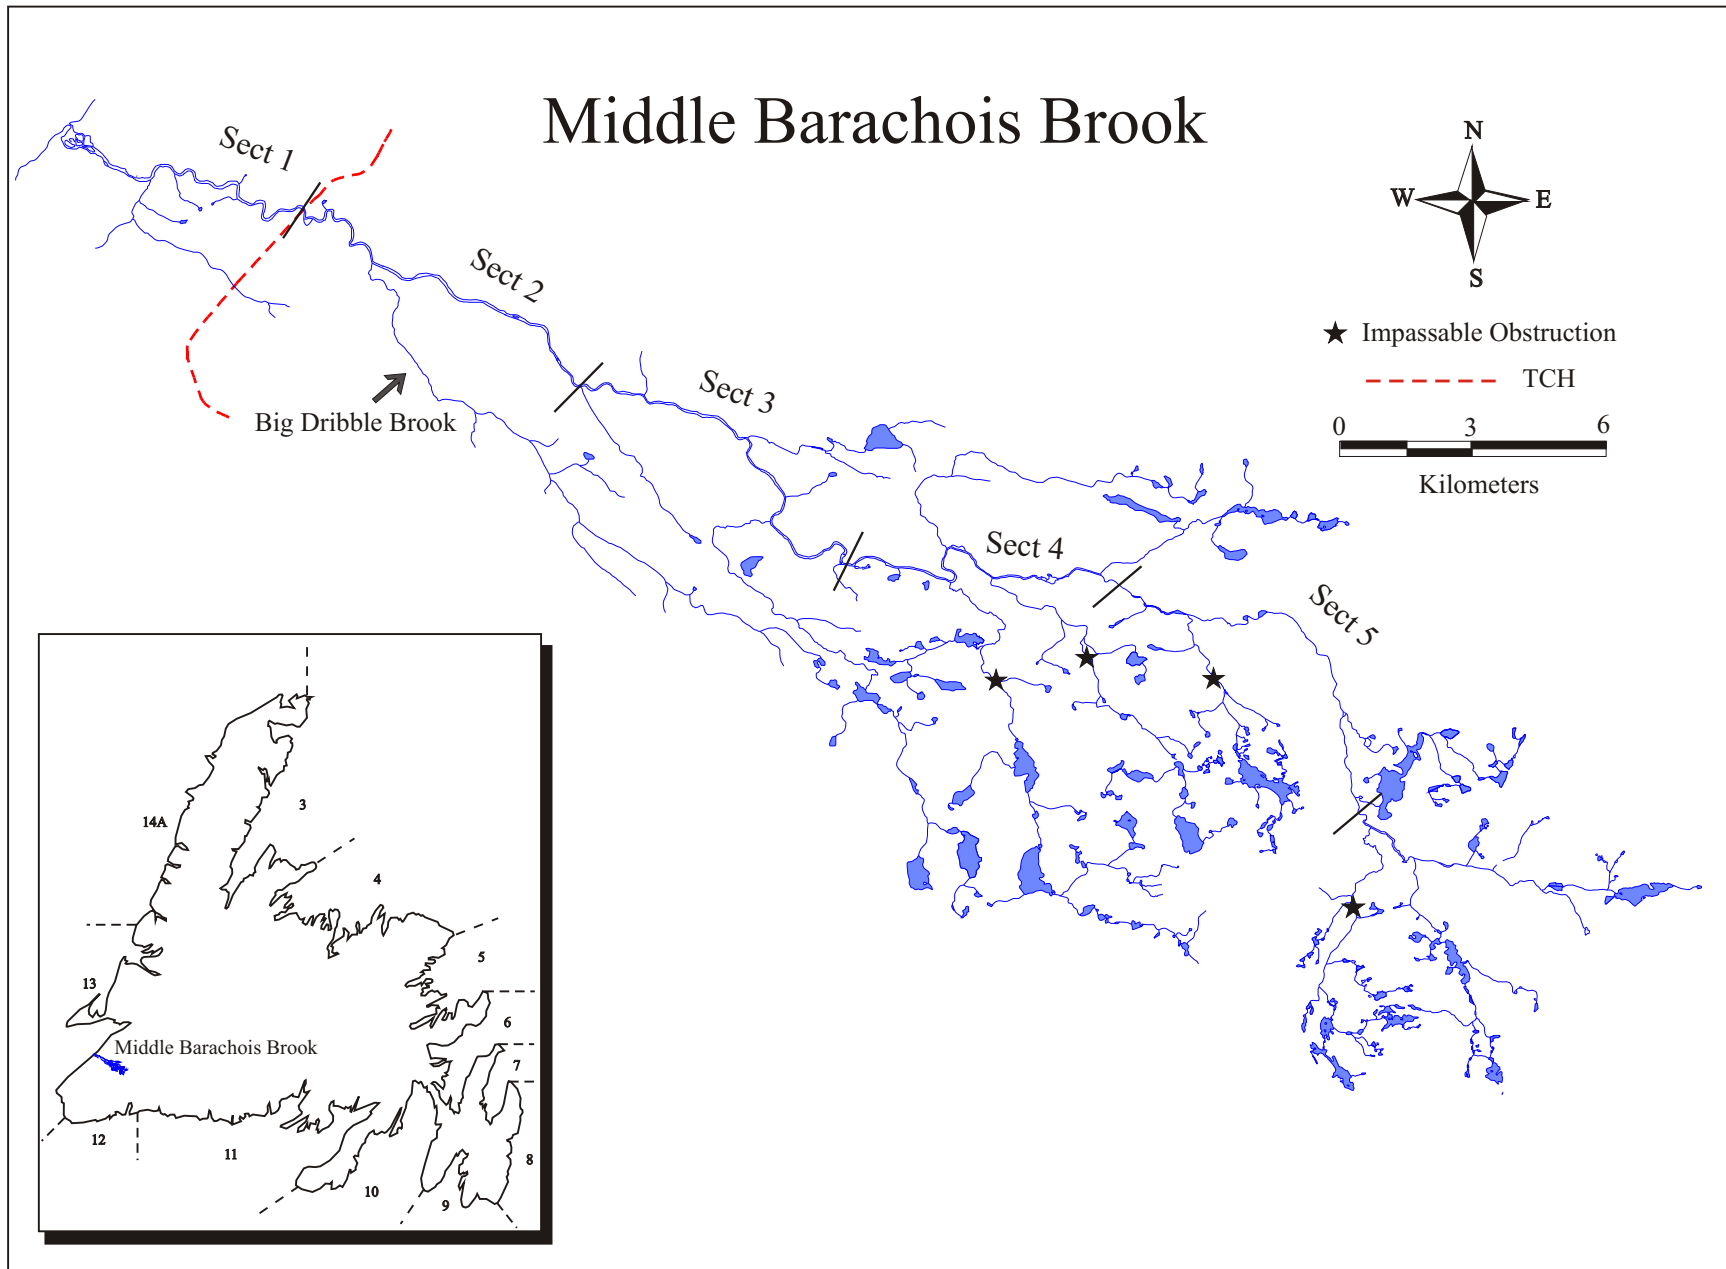 Middle Barachois Brook
Sect 1
Sect 2
Sect 3
Sect 4
Sect 5
Big Dribble Brook
N
W
E
S
Impassable Obstruction
TCH
0 3 6
Kilometers
3
14A
4
5
13
6
Middle Barachois Brook
7
12
11
8
10
9